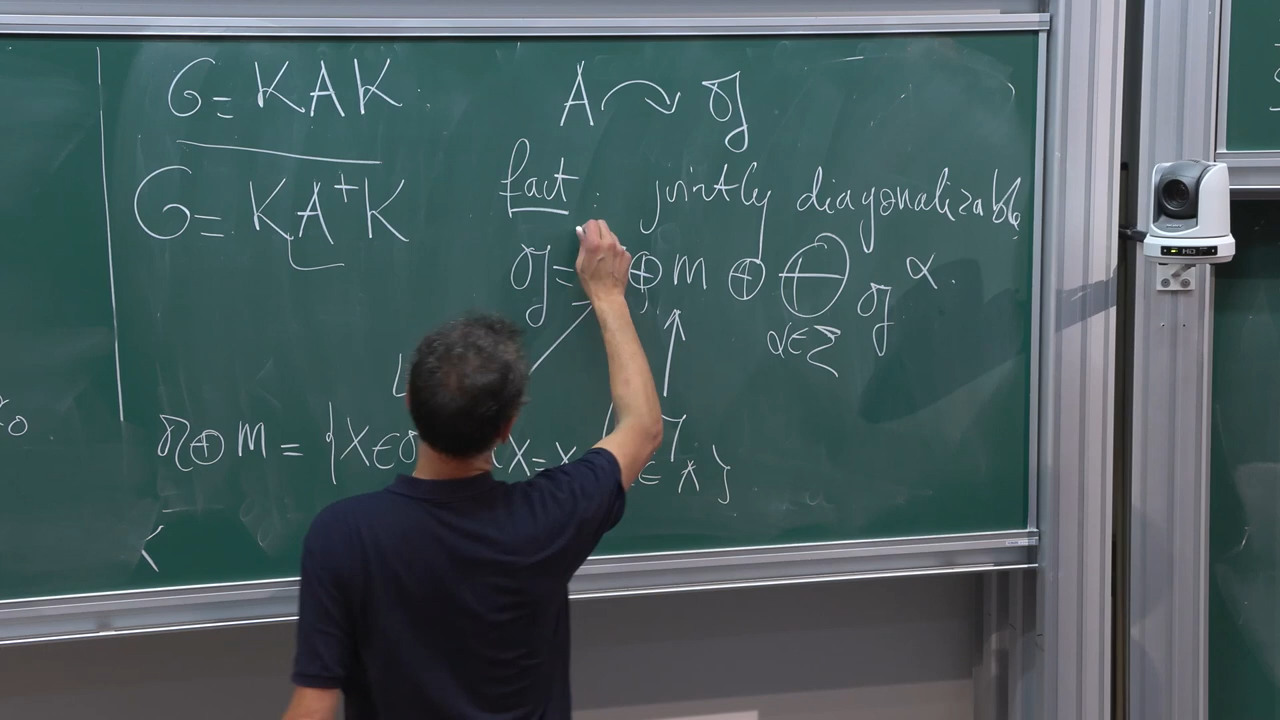 G = KAK
G = KA⁺K
A ↷ 𝔤
fact : jointly diagonalizable
𝔤 = ⊕ m ⊕ ⊕ 𝔤^α.
α∈Σ
⊕ m = { X ∈ X = X ∈ }